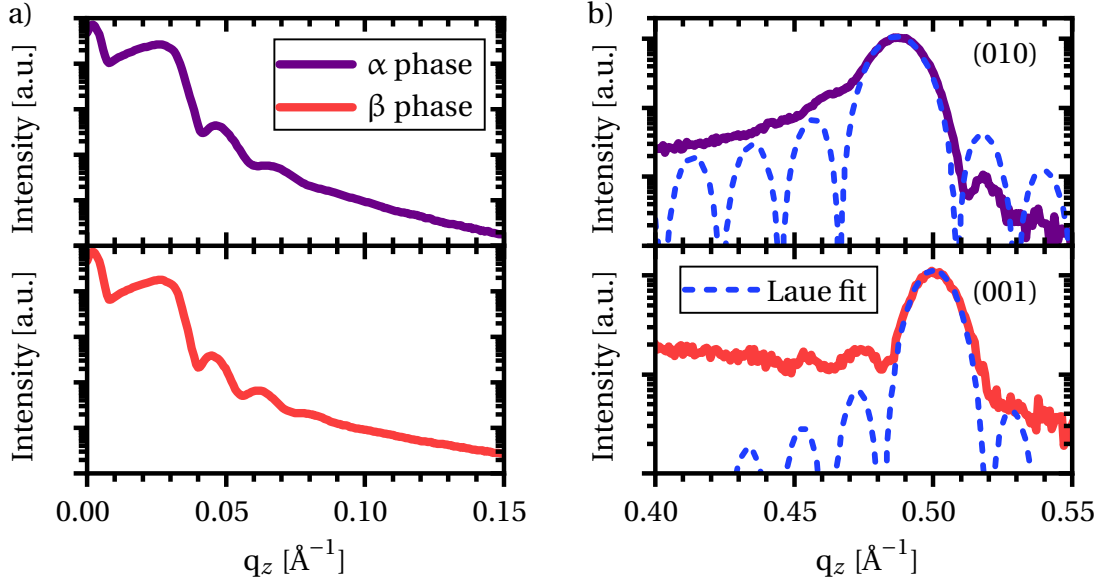 a)
Intensity [a.u.]
α phase
β phase
Intensity [a.u.]
0.00 0.05 0.10 0.15
q_z [Å⁻¹]
b)
Intensity [a.u.]
(010)
Intensity [a.u.]
Laue fit
(001)
0.40 0.45 0.50 0.55
q_z [Å⁻¹]